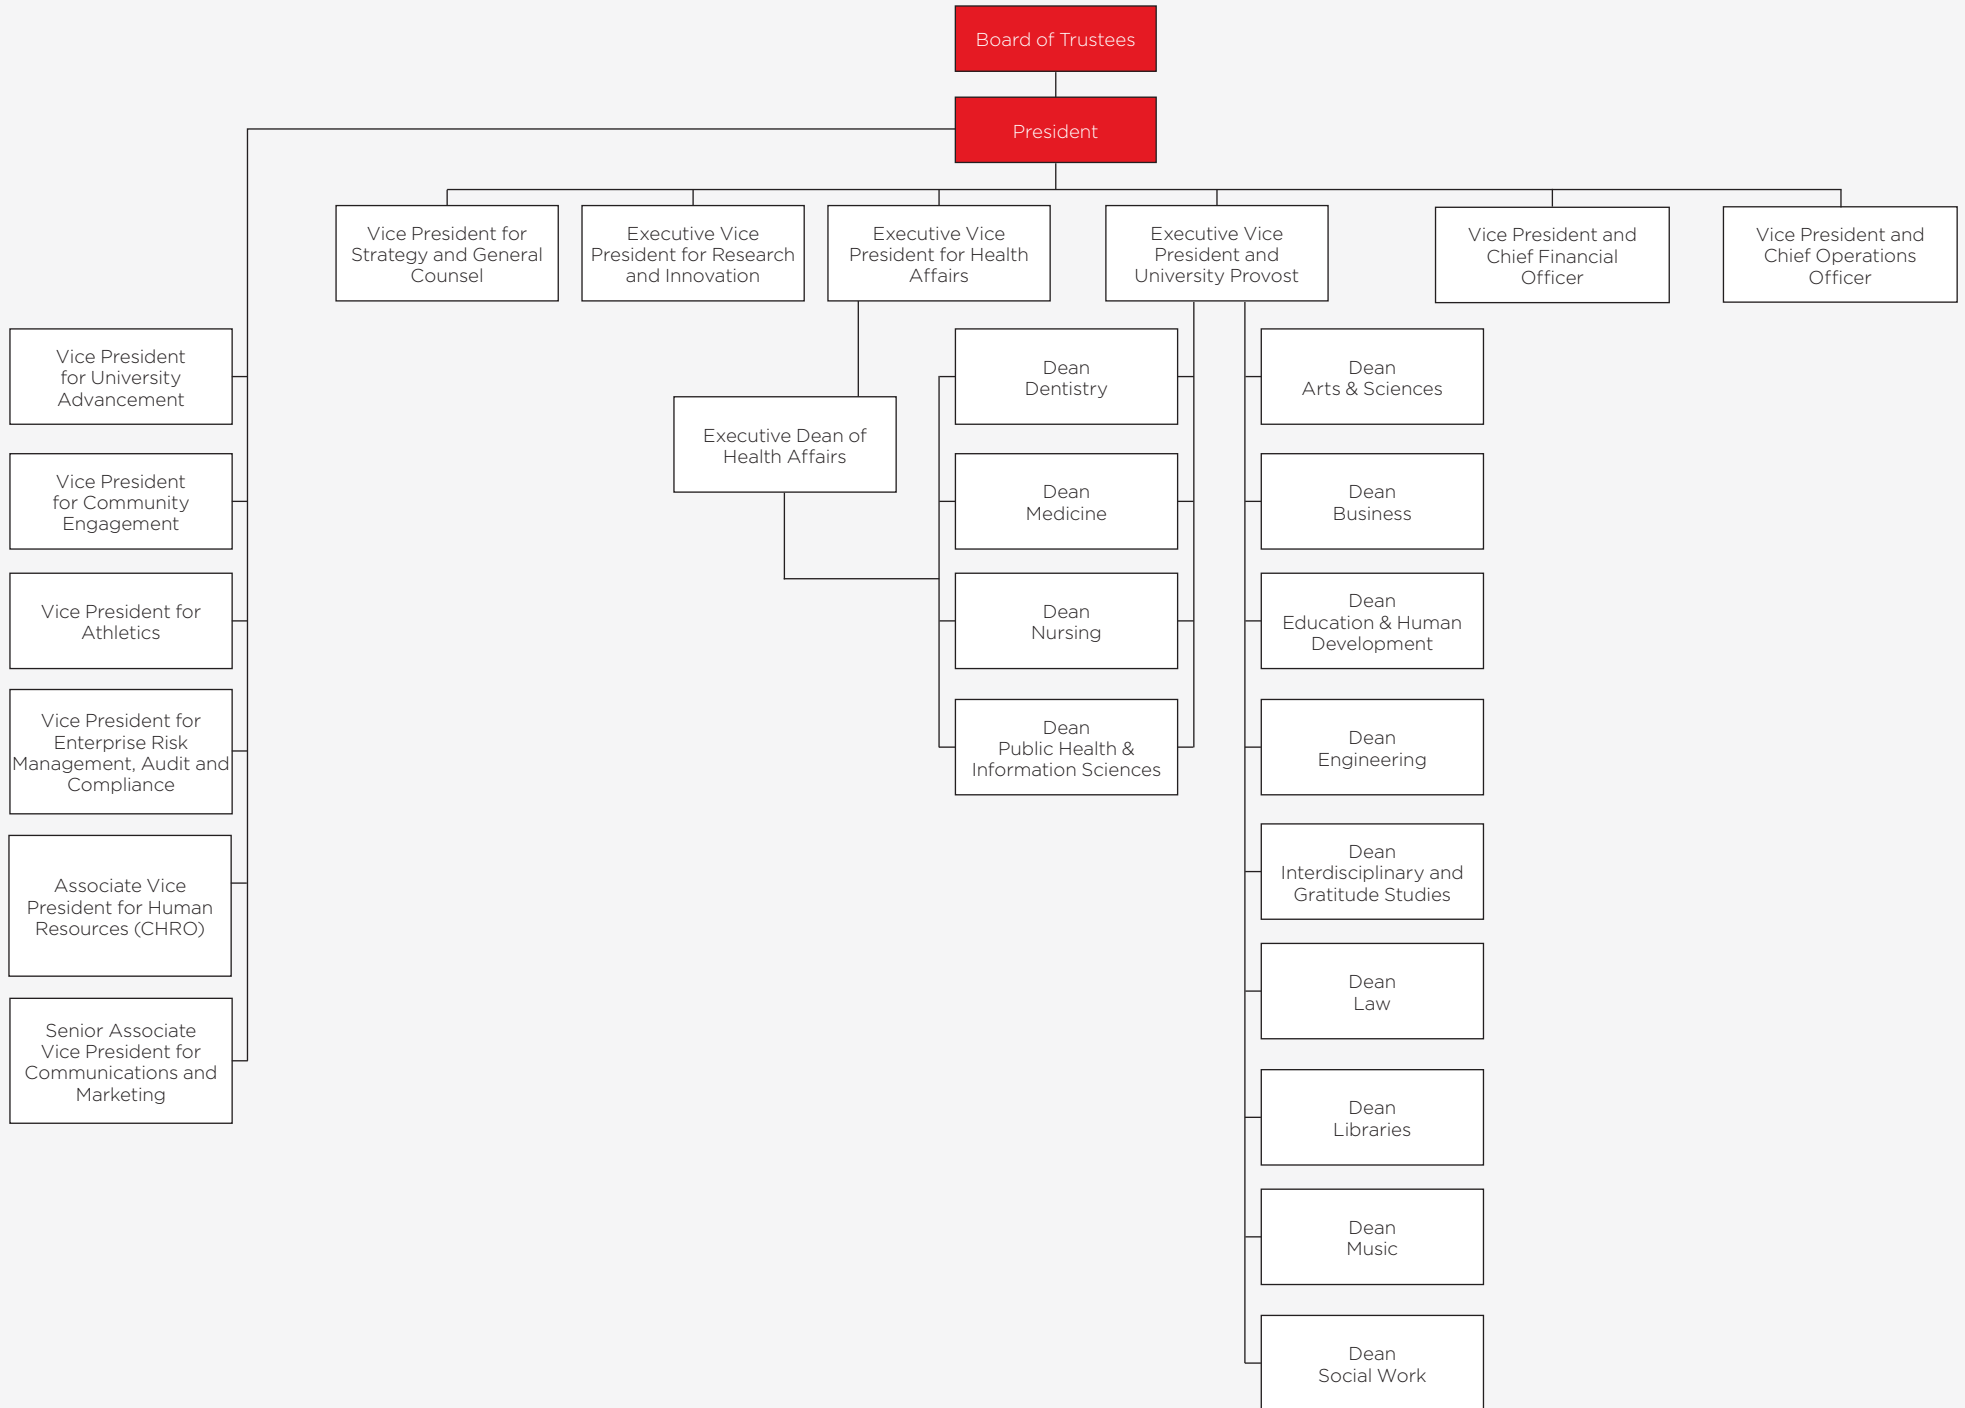 Board of Trustees
President
Vice President for
Strategy and General
Counsel
Executive Vice
President for Research
and Innovation
Executive Vice
President for Health
Affairs
Executive Vice
President and
University Provost
Vice President and
Chief Financial
Officer
Vice President and
Chief Operations
Officer
Vice President
for University
Advancement
Vice President
for Community
Engagement
Vice President for
Athletics
Vice President for
Enterprise Risk
Management, Audit and
Compliance
Associate Vice
President for Human
Resources (CHRO)
Senior Associate
Vice President for
Communications and
Marketing
Executive Dean of
Health Affairs
Dean
Dentistry
Dean
Medicine
Dean
Nursing
Dean
Public Health &
Information Sciences
Dean
Arts & Sciences
Dean
Business
Dean
Education & Human
Development
Dean
Engineering
Dean
Interdisciplinary and
Gratitude Studies
Dean
Law
Dean
Libraries
Dean
Music
Dean
Social Work